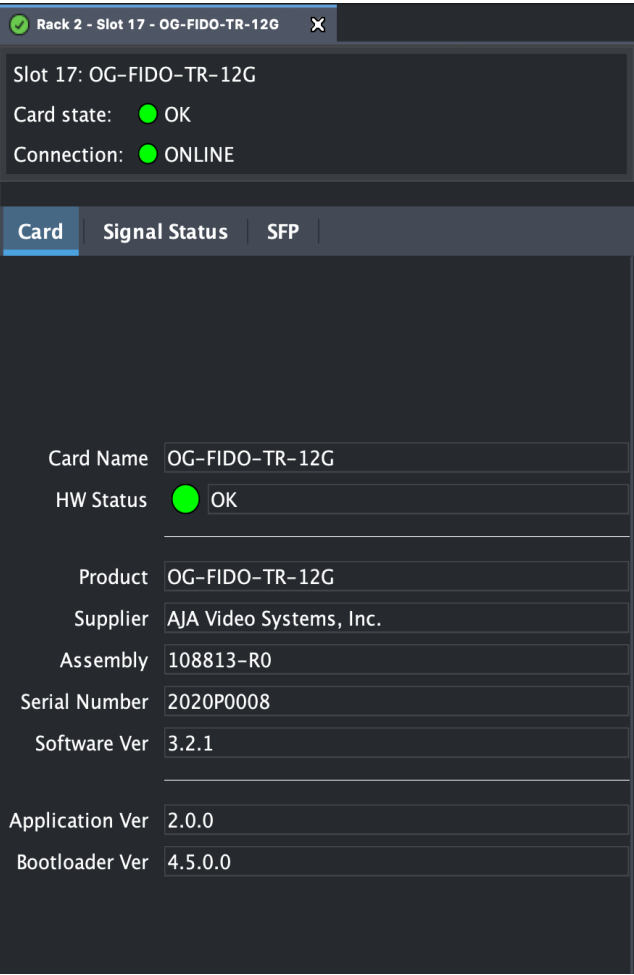 Rack 2 - Slot 17 - OG-FIDO-TR-12G
Slot 17: OG-FIDO-TR-12G
Card state: OK
Connection: ONLINE
Card Signal Status SFP
Card Name OG-FIDO-TR-12G
HW Status OK
Product OG-FIDO-TR-12G
Supplier AJA Video Systems, Inc.
Assembly 108813-R0
Serial Number 2020P0008
Software Ver 3.2.1
Application Ver 2.0.0
Bootloader Ver 4.5.0.0